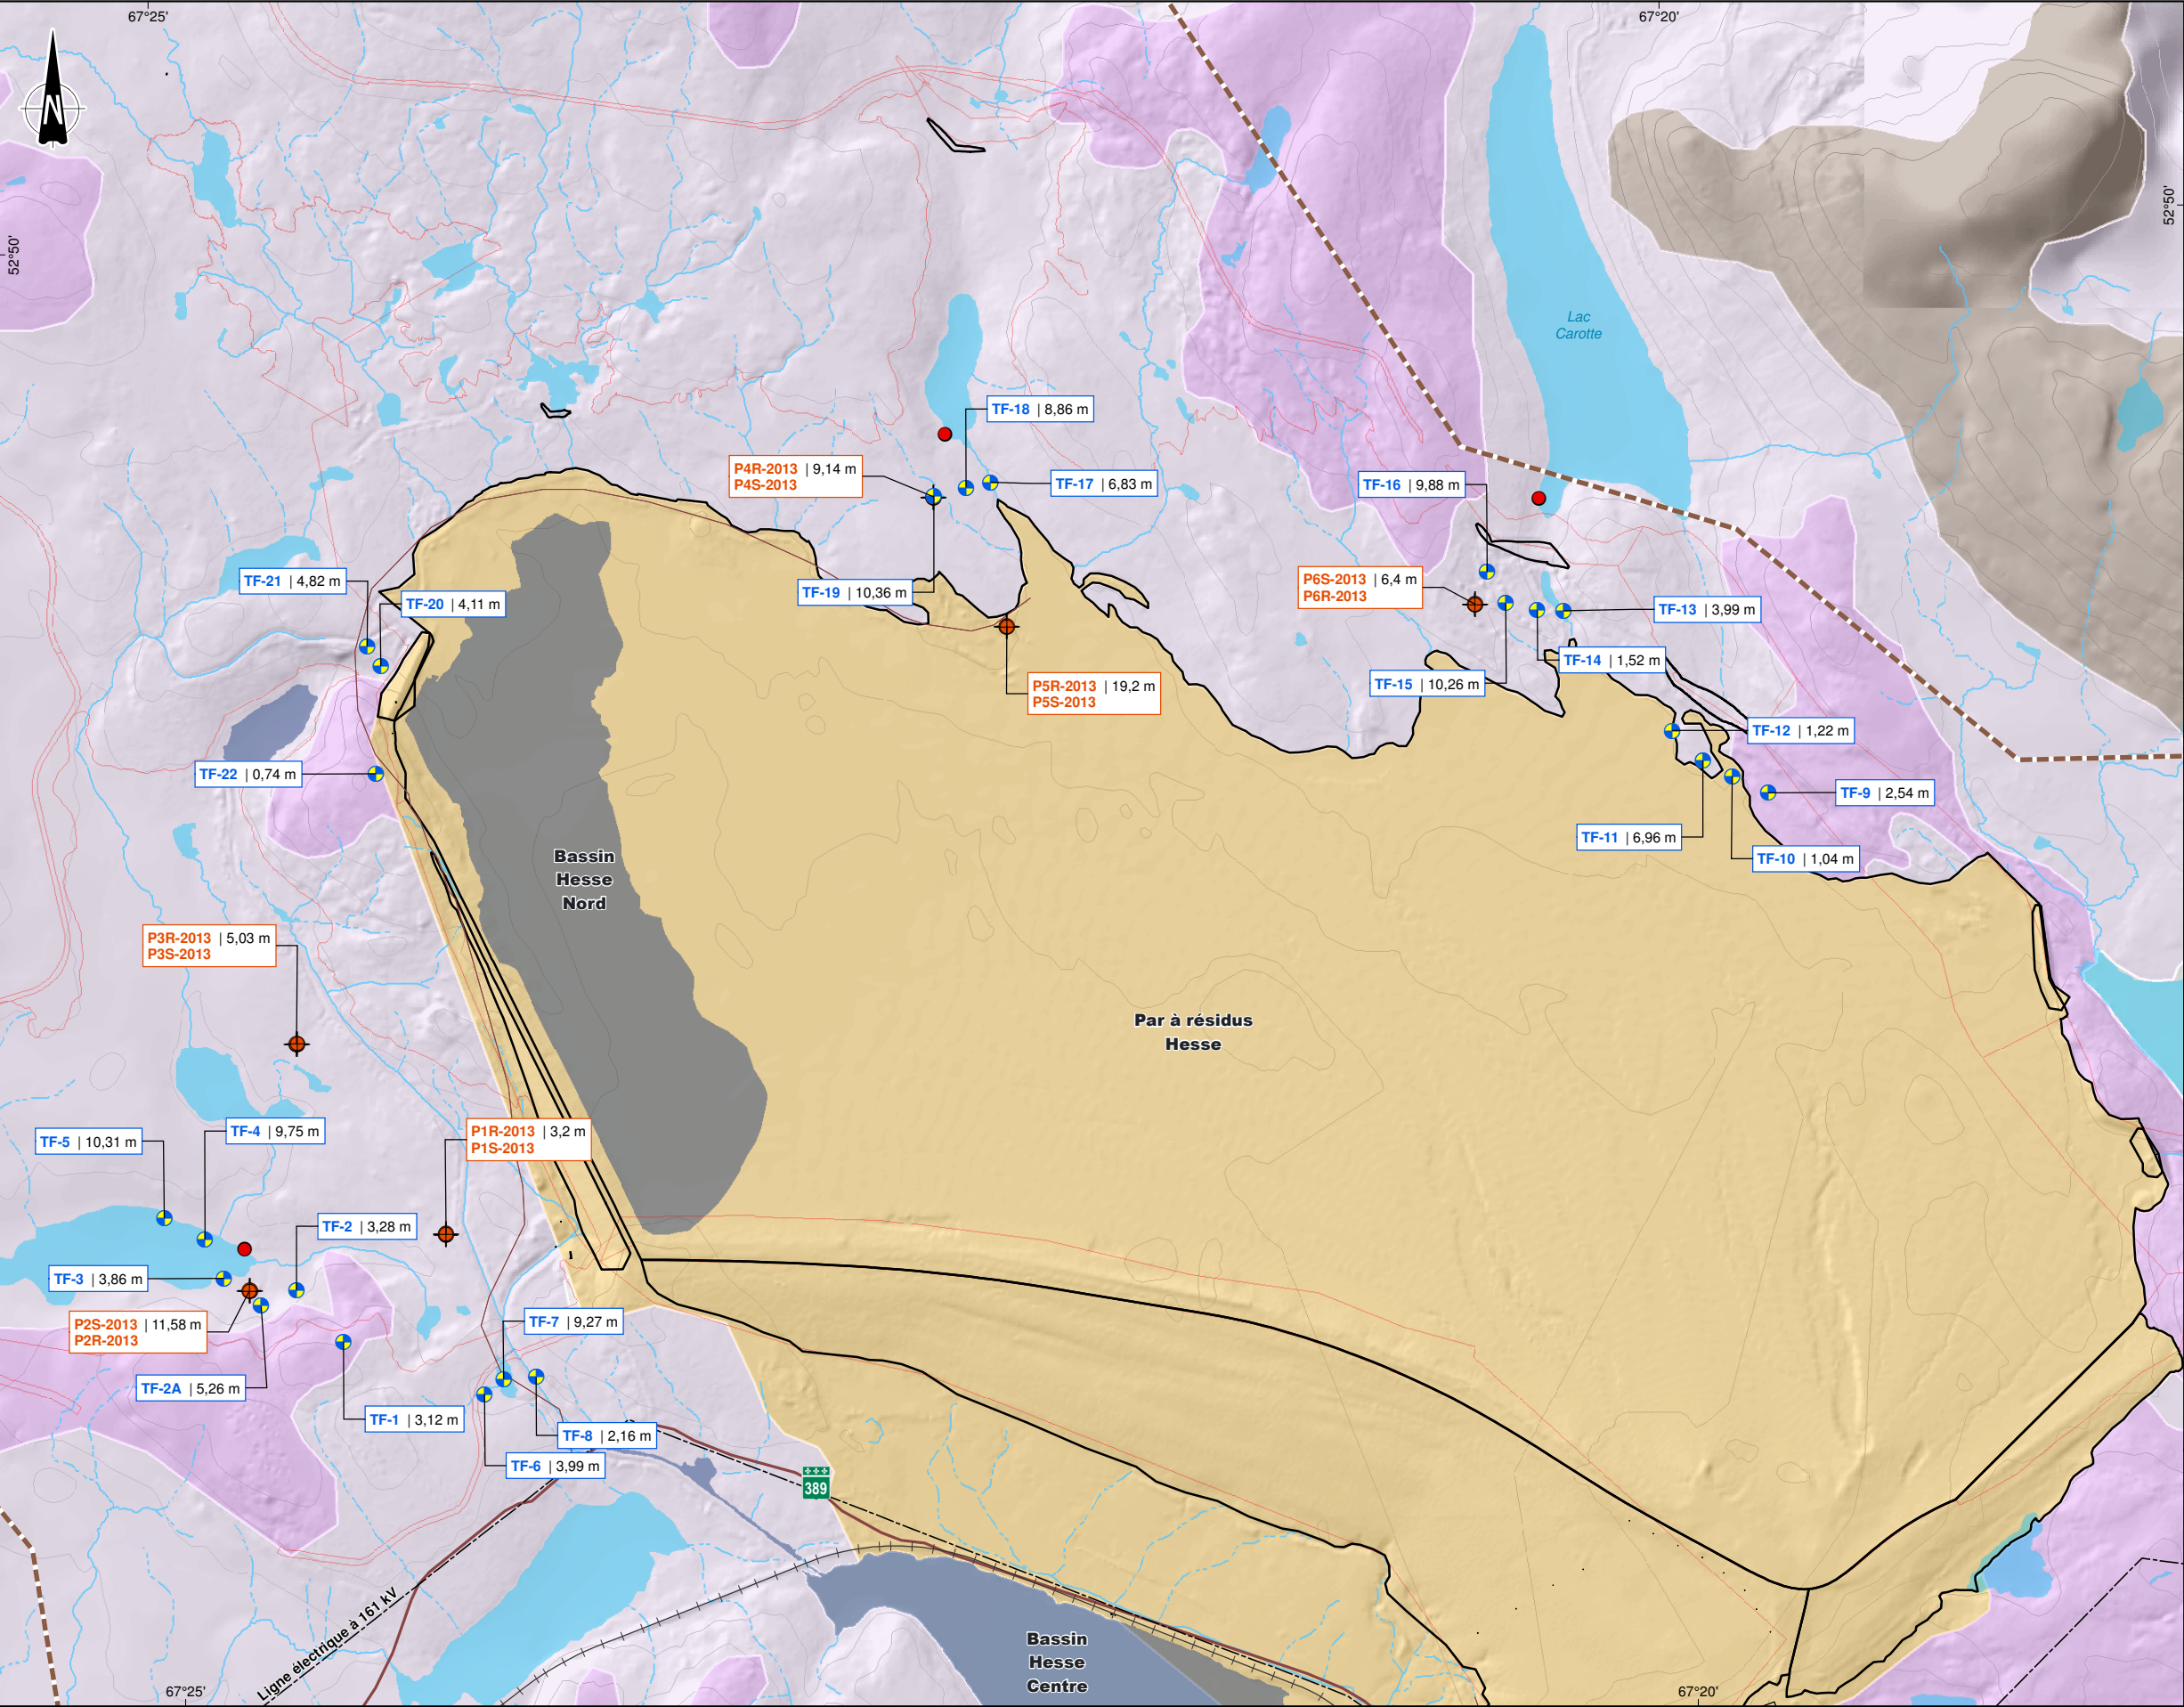 67°25'
67°20'
N
52°50'
52°50'
Lac
Carotte
TF-18 | 8,86 m
P4R-2013 | 9,14 m
P4S-2013
TF-17 | 6,83 m
TF-16 | 9,88 m
TF-21 | 4,82 m
TF-20 | 4,11 m
TF-19 | 10,36 m
P6S-2013 | 6,4 m
P6R-2013
TF-13 | 3,99 m
TF-14 | 1,52 m
TF-15 | 10,26 m
P5R-2013 | 19,2 m
P5S-2013
TF-12 | 1,22 m
TF-22 | 0,74 m
TF-9 | 2,54 m
TF-11 | 6,96 m
TF-10 | 1,04 m
Bassin
Hesse
Nord
P3R-2013 | 5,03 m
P3S-2013
Par à résidus
Hesse
TF-4 | 9,75 m
TF-5 | 10,31 m
P1R-2013 | 3,2 m
P1S-2013
TF-2 | 3,28 m
TF-3 | 3,86 m
P2S-2013 | 11,58 m
P2R-2013
TF-7 | 9,27 m
TF-2A | 5,26 m
TF-1 | 3,12 m
TF-8 | 2,16 m
TF-6 | 3,99 m
389
Ligne électrique à 161 kV
Bassin
Hesse
Centre
67°25'
67°20'